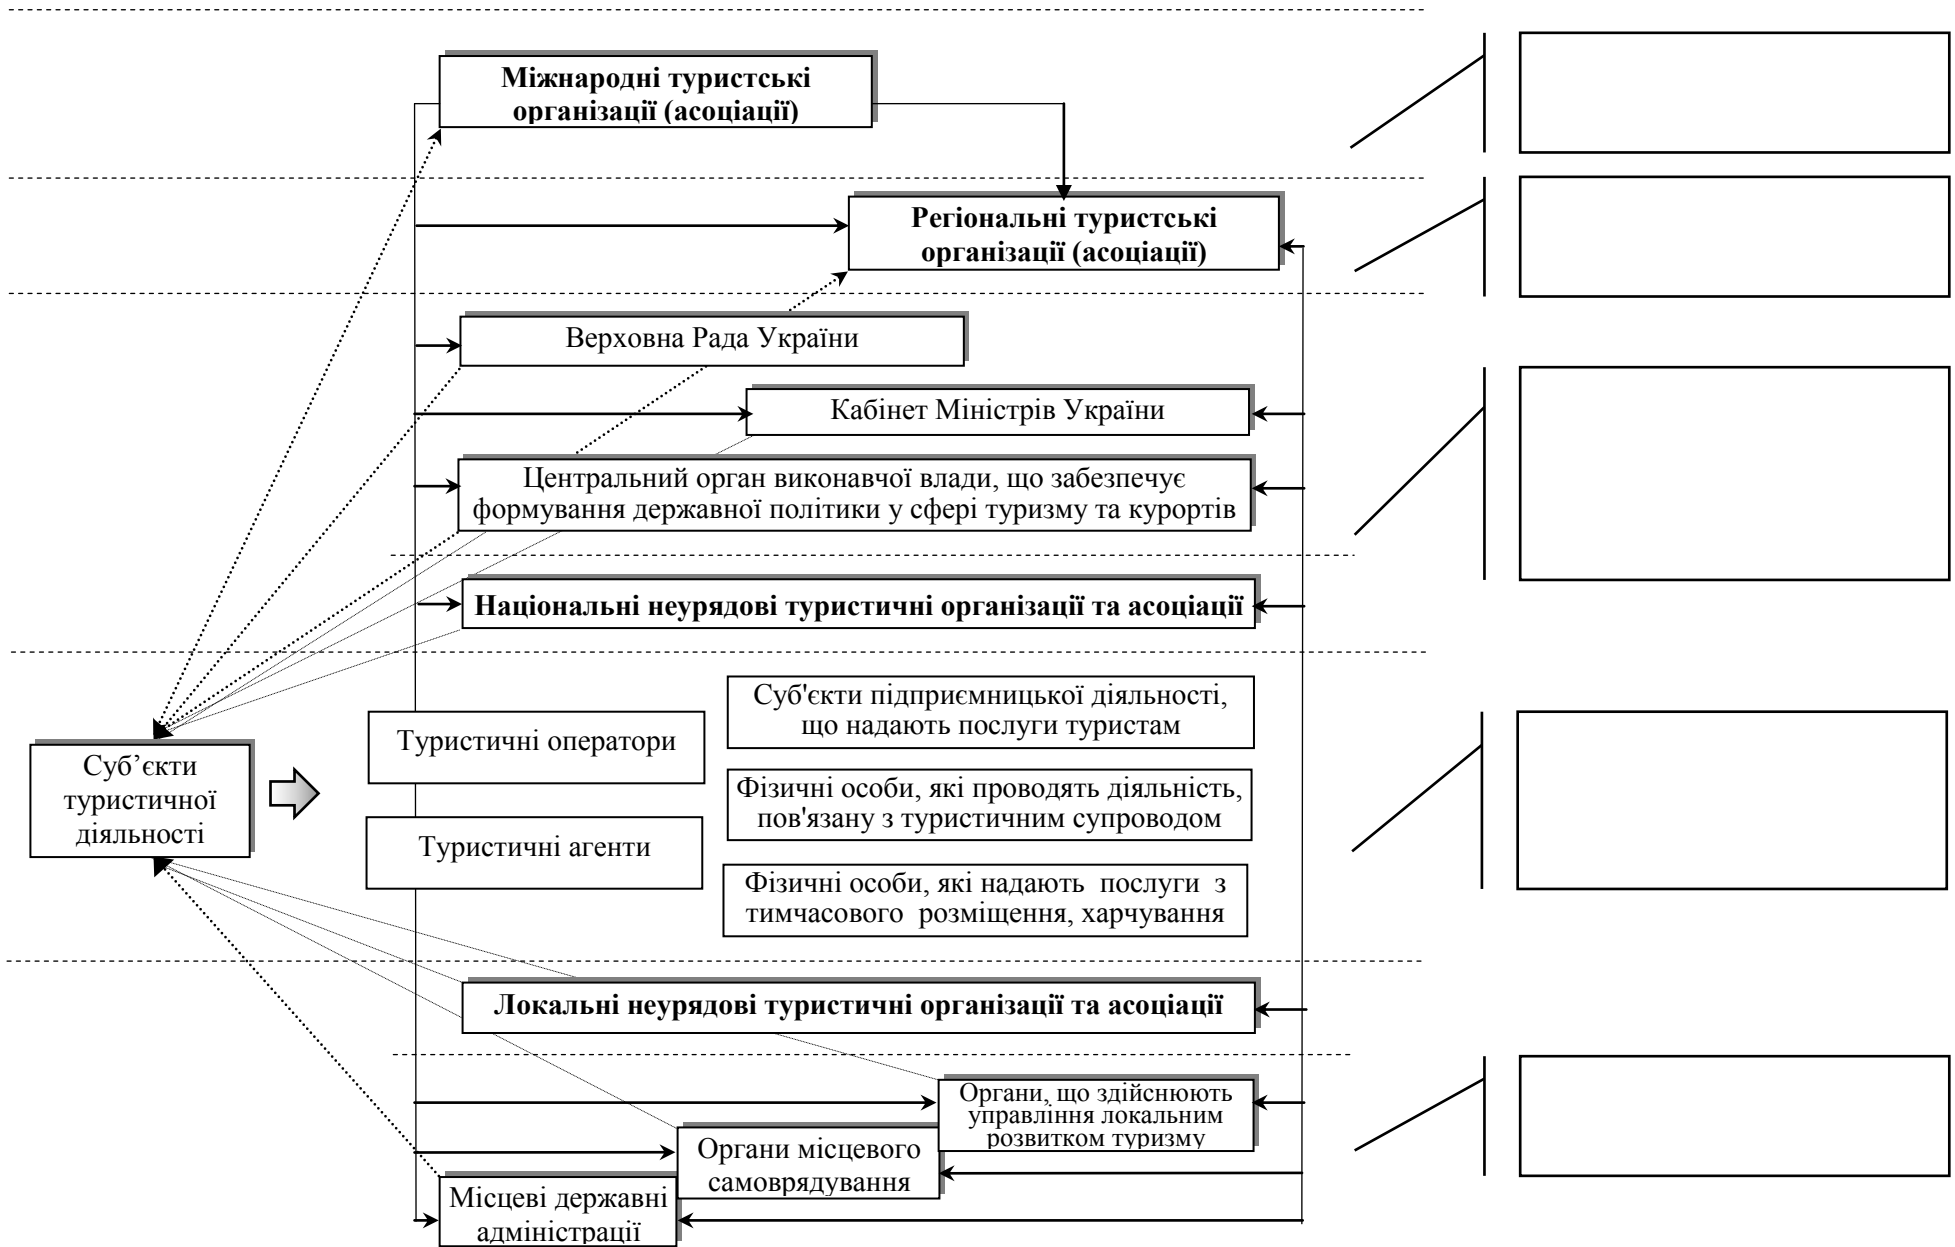 Міжнародні туристські
організації (асоціації)
Регіональні туристські
організації (асоціації)
Верховна Рада України
Кабінет Міністрів України
Центральний орган виконавчої влади, що забезпечує
формування державної політики у сфері туризму та курортів
Національні неурядові туристичні організації та асоціації
Суб’єкти
туристичної
діяльності
Туристичні оператори
Туристичні агенти
Суб'єкти підприємницької діяльності,
що надають послуги туристам
Фізичні особи, які проводять діяльність,
пов'язану з туристичним супроводом
Фізичні особи, які надають послуги з
тимчасового розміщення, харчування
Локальні неурядові туристичні організації та асоціації
Органи, що здійснюють
управління локальним
розвитком туризму
Органи місцевого
самоврядування
Місцеві державні
адміністрації